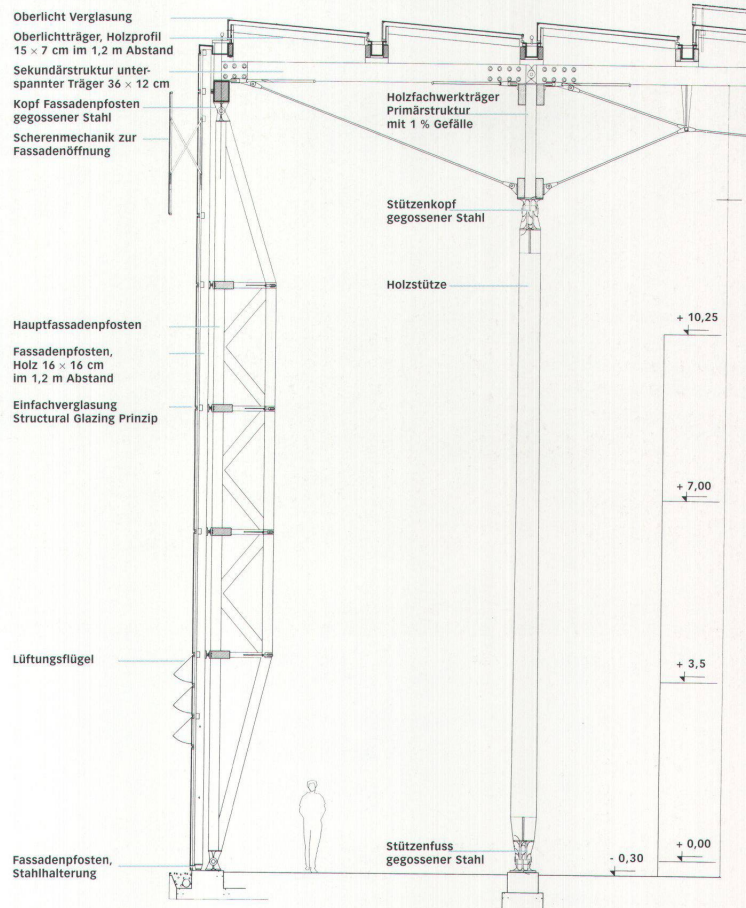 Oberlicht Verglasung
Oberlichtträger, Holzprofil
15 × 7 cm im 1,2 m Abstand
Sekundärstruktur unter-
spannter Träger 36 × 12 cm
Kopf Fassadenpfosten
gegossener Stahl
Scherenmechanik zur
Fassadenöffnung
Holzfachwerkträger
Primärstruktur
mit 1 % Gefälle
Stützenkopf
gegossener Stahl
Holzstütze
Hauptfassadenpfosten
Fassadenpfosten,
Holz 16 × 16 cm
im 1,2 m Abstand
Einfachverglasung
Structural Glazing Prinzip
Lüftungsflügel
Fassadenpfosten,
Stahlhalterung
Stützenfuss
gegossener Stahl
+ 10,25
+ 7,00
+ 3,5
+ 0,00
- 0,30